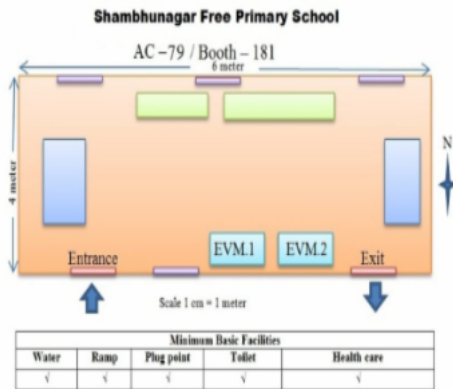 Shambhunagar Free Primary School
AC –79 / Booth – 181
6 meter
4 meter
N
EVM.1 EVM.2
Entrance Exit
Scale 1 cm = 1 meter
Minimum Basic Facilities
Water Ramp Plug point Toilet Health care
√ √ √ √ √